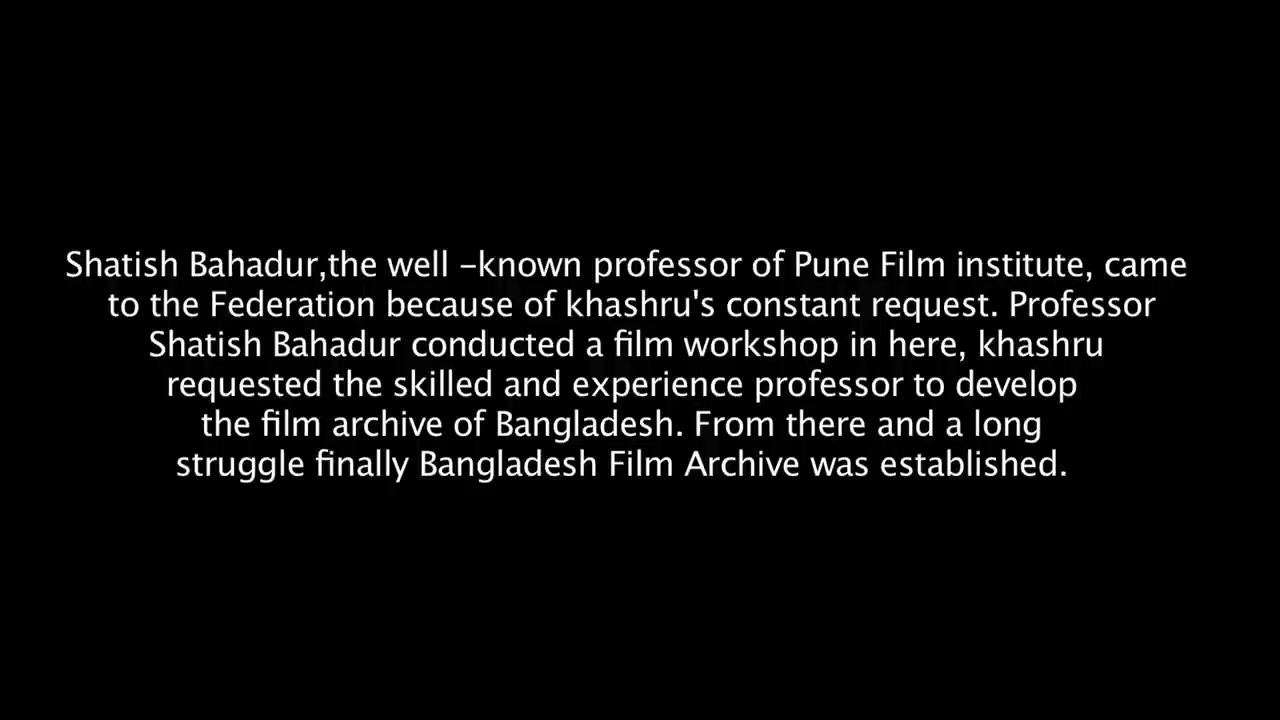 Shatish Bahadur,the well –known professor of Pune Film institute, came
to the Federation because of khashru's constant request. Professor
Shatish Bahadur conducted a film workshop in here, khashru
requested the skilled and experience professor to develop
the film archive of Bangladesh. From there and a long
struggle finally Bangladesh Film Archive was established.